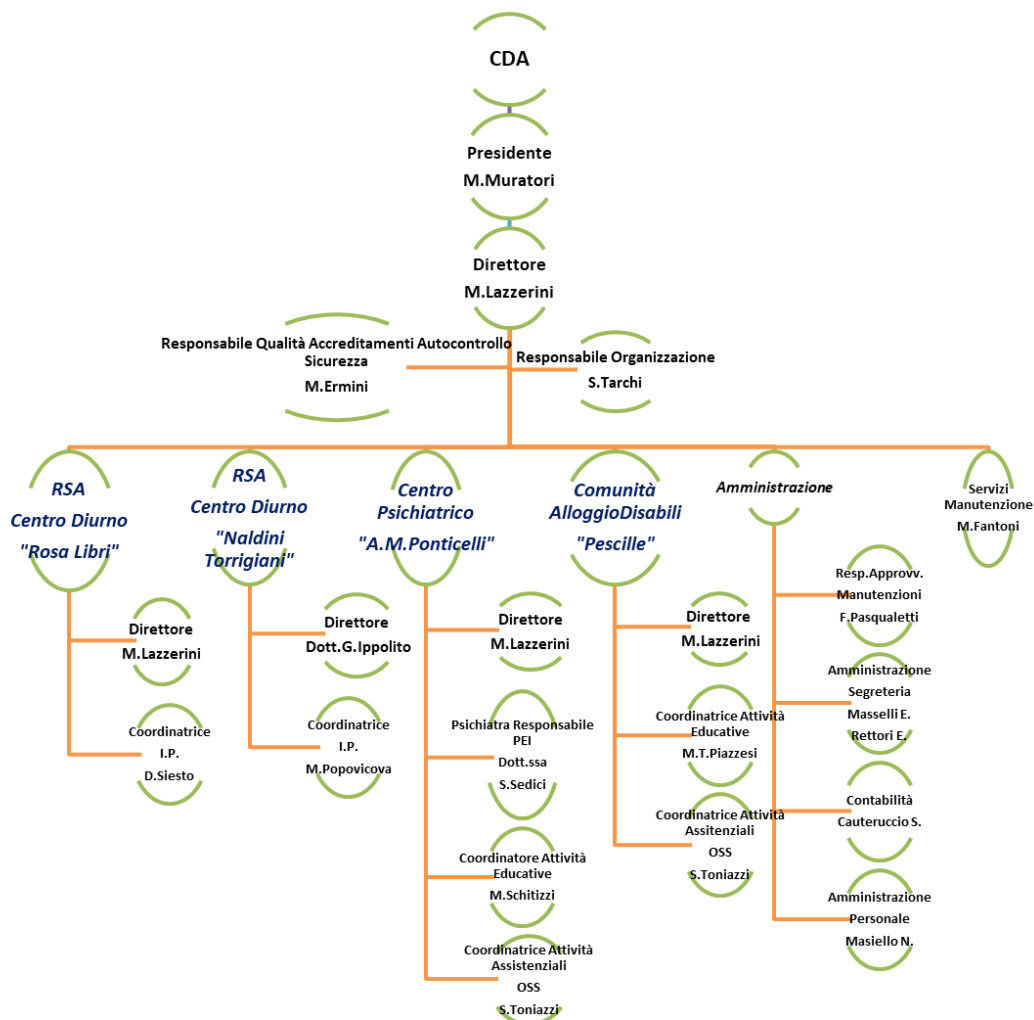 CDA
Presidente
M.Muratori
Direttore
M.Lazzerini
Responsabile Qualità Accreditamenti Autocontrollo
Sicurezza
M.Ermini
Responsabile Organizzazione
S.Tarchi
RSA
Centro Diurno
"Rosa Libri"
Direttore
M.Lazzerini
Coordinatrice
I.P.
D.Siesto
RSA
Centro Diurno
"Naldini
Torrigiani"
Direttore
Dott.G.Ippolito
Coordinatrice
I.P.
M.Popovicova
Centro
Psichiatrico
"A.M.Ponticelli"
Direttore
M.Lazzerini
Psichiatra Responsabile
PEI
Dott.ssa
S.Sedici
Coordinatore Attività
Educative
M.Schitizzi
Coordinatrice Attività
Assistenziali
OSS
S.Toniazzi
Comunità
AlloggioDisabili
"Pescille"
Direttore
M.Lazzerini
Coordinatrice Attività
Educative
M.T.Piazzesi
Coordinatrice Attività
Assitenziali
OSS
S.Toniazzi
Amministrazione
Resp.Approvv.
Manutenzioni
F.Pasqualetti
Amministrazione
Segreteria
Masselli E.
Rettori E.
Contabilità
Cauteruccio S.
Amministrazione
Personale
Masiello N.
Servizi
Manutenzione
M.Fantoni